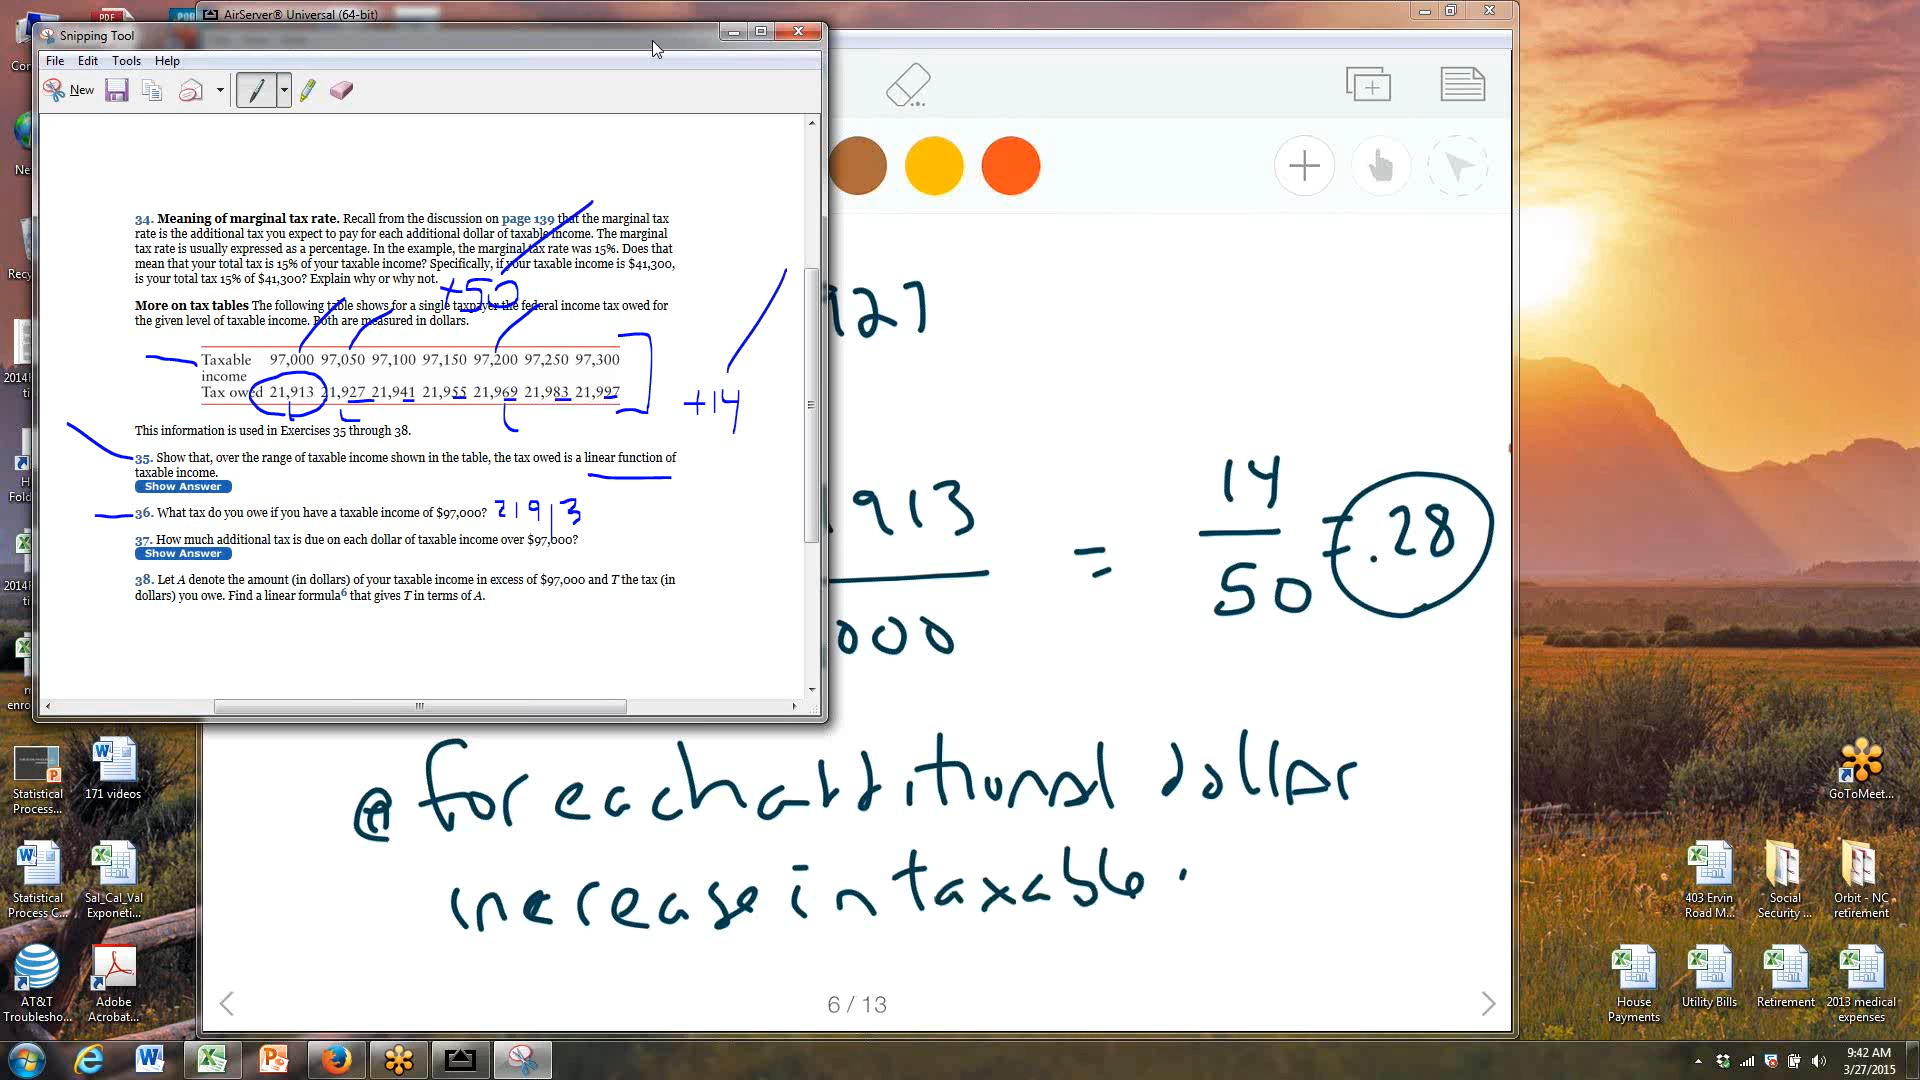 AirServer® Universal (64-bit)
Snipping Tool
File Edit Tools Help
New
34. Meaning of marginal tax rate. Recall from the discussion on page 139 that the marginal tax
rate is the additional tax you expect to pay for each additional dollar of taxable income. The marginal
tax rate is usually expressed as a percentage. In the example, the marginal tax rate was 15%. Does that
mean that your total tax is 15% of your taxable income? Specifically, if your taxable income is $41,300,
is your total tax 15% of $41,300? Explain why or why not.
+50
More on tax tables The following table shows for a single taxpayer the federal income tax owed for
the given level of taxable income. Both are measured in dollars.
Taxable 97,000 97,050 97,100 97,150 97,200 97,250 97,300
income
Tax owed 21,913 21,927 21,941 21,955 21,969 21,983 21,997
+14
This information is used in Exercises 35 through 38.
35. Show that, over the range of taxable income shown in the table, the tax owed is a linear function of
taxable income.
Show Answer
36. What tax do you owe if you have a taxable income of $97,000? 21913
37. How much additional tax is due on each dollar of taxable income over $97,000?
Show Answer
38. Let A denote the amount (in dollars) of your taxable income in excess of $97,000 and T the tax (in
dollars) you owe. Find a linear formula6 that gives T in terms of A.
927
913
000
=
14
50
= .28
for each additional dollar
increase in taxable.
6 / 13
Statistical
Process...
171 videos
Statistical
Process C...
Sal_Cal_Val
Exponeti...
AT&T
Troublesho...
Adobe
Acrobat...
GoToMeet...
403 Ervin
Road M...
Social
Security ...
Orbit - NC
retirement
House
Payments
Utility Bills
Retirement
2013 medical
expenses
9:42 AM
3/27/2015